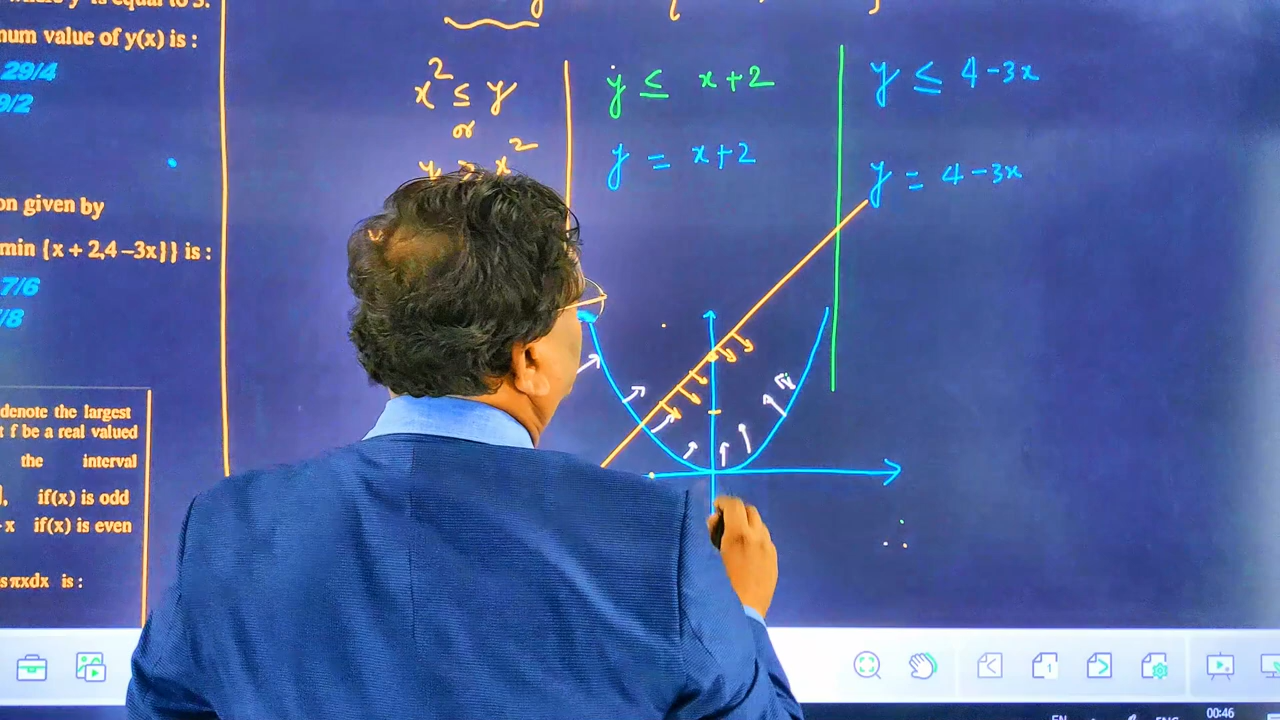 num value of y(x) is :
29/4
9/2
on given by
min {x + 2,4 –3x}} is :
7/6
/8
denote the largest
t f be a real valued
the interval
], if(x) is odd
-x if(x) is even
s πxdx is :
x² ≤ y
or
y ≥ x²
y ≤ x+2
y = x+2
y ≤ 4-3x
y = 4-3x
1
00:46